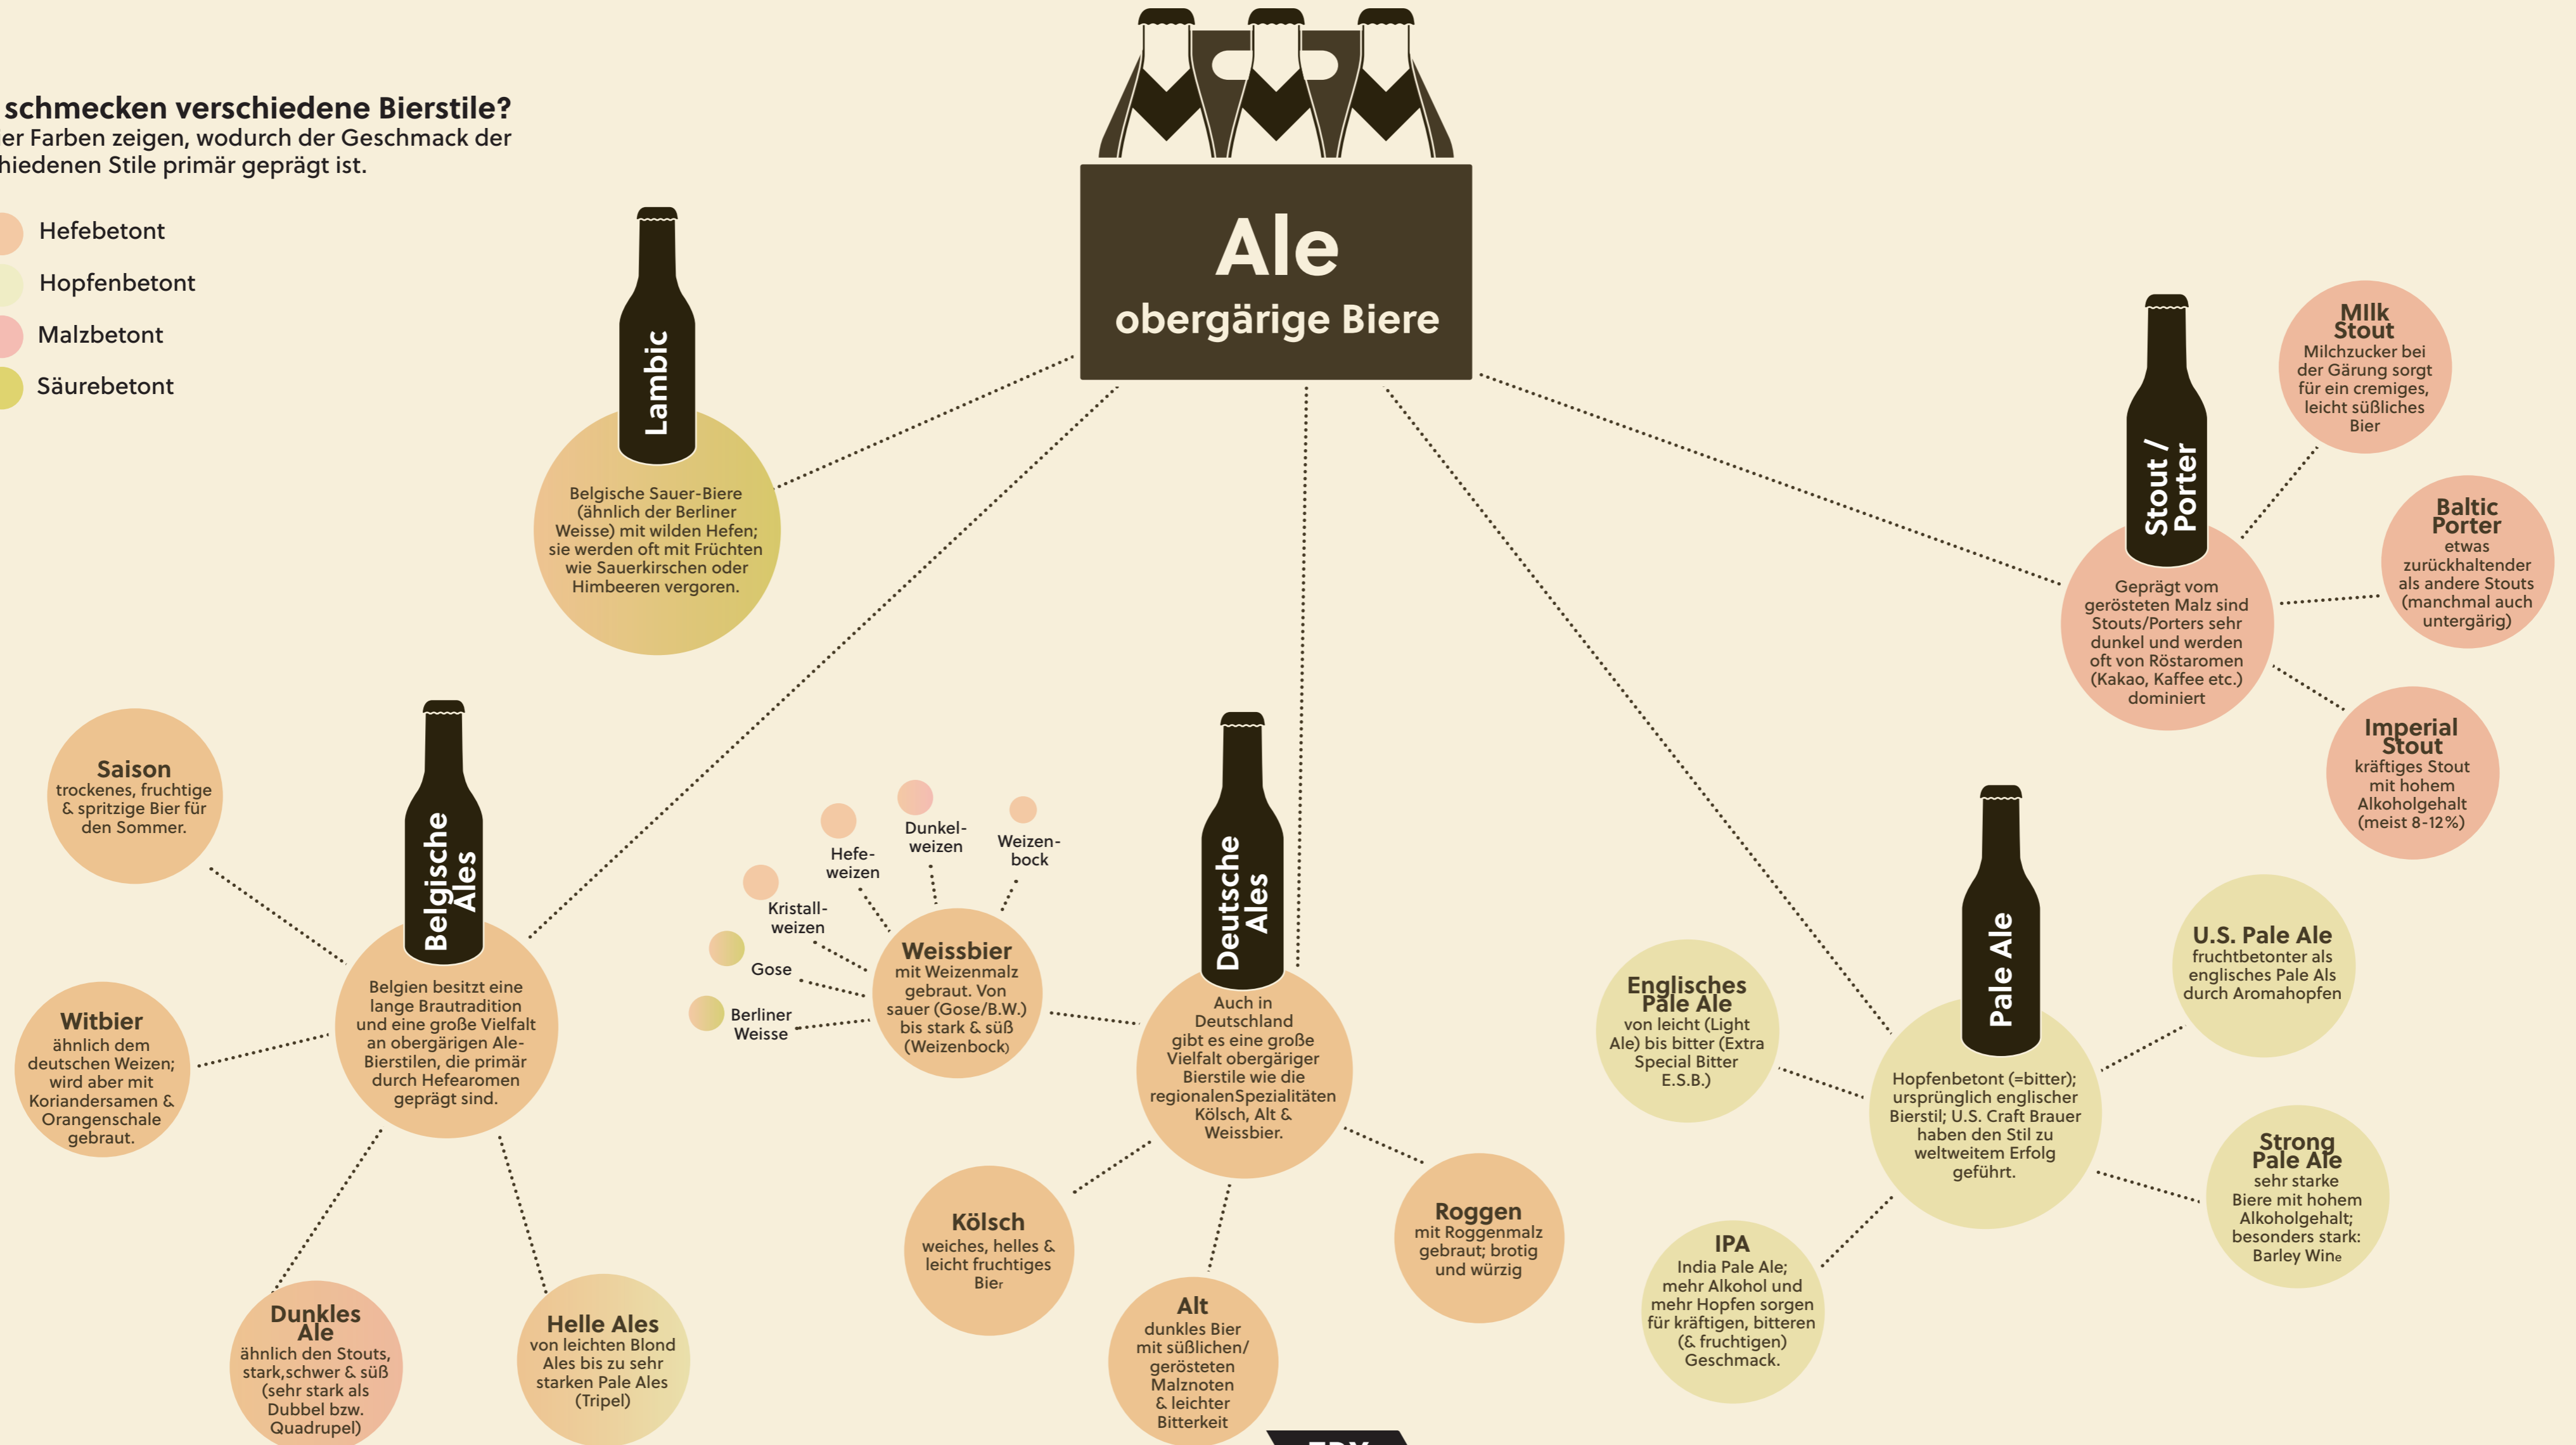 schmecken verschiedene Bierstile?
ier Farben zeigen, wodurch der Geschmack der
hiedenen Stile primär geprägt ist.
Hefebetont
Hopfenbetont
Malzbetont
Säurebetont
Ale
obergärige Biere
Lambic
Belgische Sauer-Biere
(ähnlich der Berliner
Weisse) mit wilden Hefen;
sie werden oft mit Früchten
wie Sauerkirschen oder
Himbeeren vergoren.
Stout /
Porter
Geprägt vom
gerösteten Malz sind
Stouts/Porters sehr
dunkel und werden
oft von Röstaromen
(Kakao, Kaffee etc.)
dominiert
MIlk
Stout
Milchzucker bei
der Gärung sorgt
für ein cremiges,
leicht süßliches
Bier
Baltic
Porter
etwas
zurückhaltender
als andere Stouts
(manchmal auch
untergärig)
Imperial
Stout
kräftiges Stout
mit hohem
Alkoholgehalt
(meist 8-12%)
Belgische
Ales
Belgien besitzt eine
lange Brautradition
und eine große Vielfalt
an obergärigen Ale-
Bierstilen, die primär
durch Hefearomen
geprägt sind.
Saison
trockenes, fruchtige
& spritzige Bier für
den Sommer.
Witbier
ähnlich dem
deutschen Weizen;
wird aber mit
Koriandersamen &
Orangenschale
gebraut.
Dunkles
Ale
ähnlich den Stouts,
stark,schwer & süß
(sehr stark als
Dubbel bzw.
Quadrupel)
Helle Ales
von leichten Blond
Ales bis zu sehr
starken Pale Ales
(Tripel)
Deutsche
Ales
Auch in
Deutschland
gibt es eine große
Vielfalt obergäriger
Bierstile wie die
regionalenSpezialitäten
Kölsch, Alt &
Weissbier.
Weissbier
mit Weizenmalz
gebraut. Von
sauer (Gose/B.W.)
bis stark & süß
(Weizenbock)
Berliner
Weisse
Gose
Kristall-
weizen
Hefe-
weizen
Dunkel-
weizen
Weizen-
bock
Kölsch
weiches, helles &
leicht fruchtiges
Bier
Alt
dunkles Bier
mit süßlichen/
gerösteten
Malznoten
& leichter
Bitterkeit
Roggen
mit Roggenmalz
gebraut; brotig
und würzig
Pale Ale
Hopfenbetont (=bitter);
ursprünglich englischer
Bierstil; U.S. Craft Brauer
haben den Stil zu
weltweitem Erfolg
geführt.
Englisches
Pale Ale
von leicht (Light
Ale) bis bitter (Extra
Special Bitter
E.S.B.)
U.S. Pale Ale
fruchtbetonter als
englisches Pale Als
durch Aromahopfen
Strong
Pale Ale
sehr starke
Biere mit hohem
Alkoholgehalt;
besonders stark:
Barley Wine
IPA
India Pale Ale;
mehr Alkohol und
mehr Hopfen sorgen
für kräftigen, bitteren
(& fruchtigen)
Geschmack.